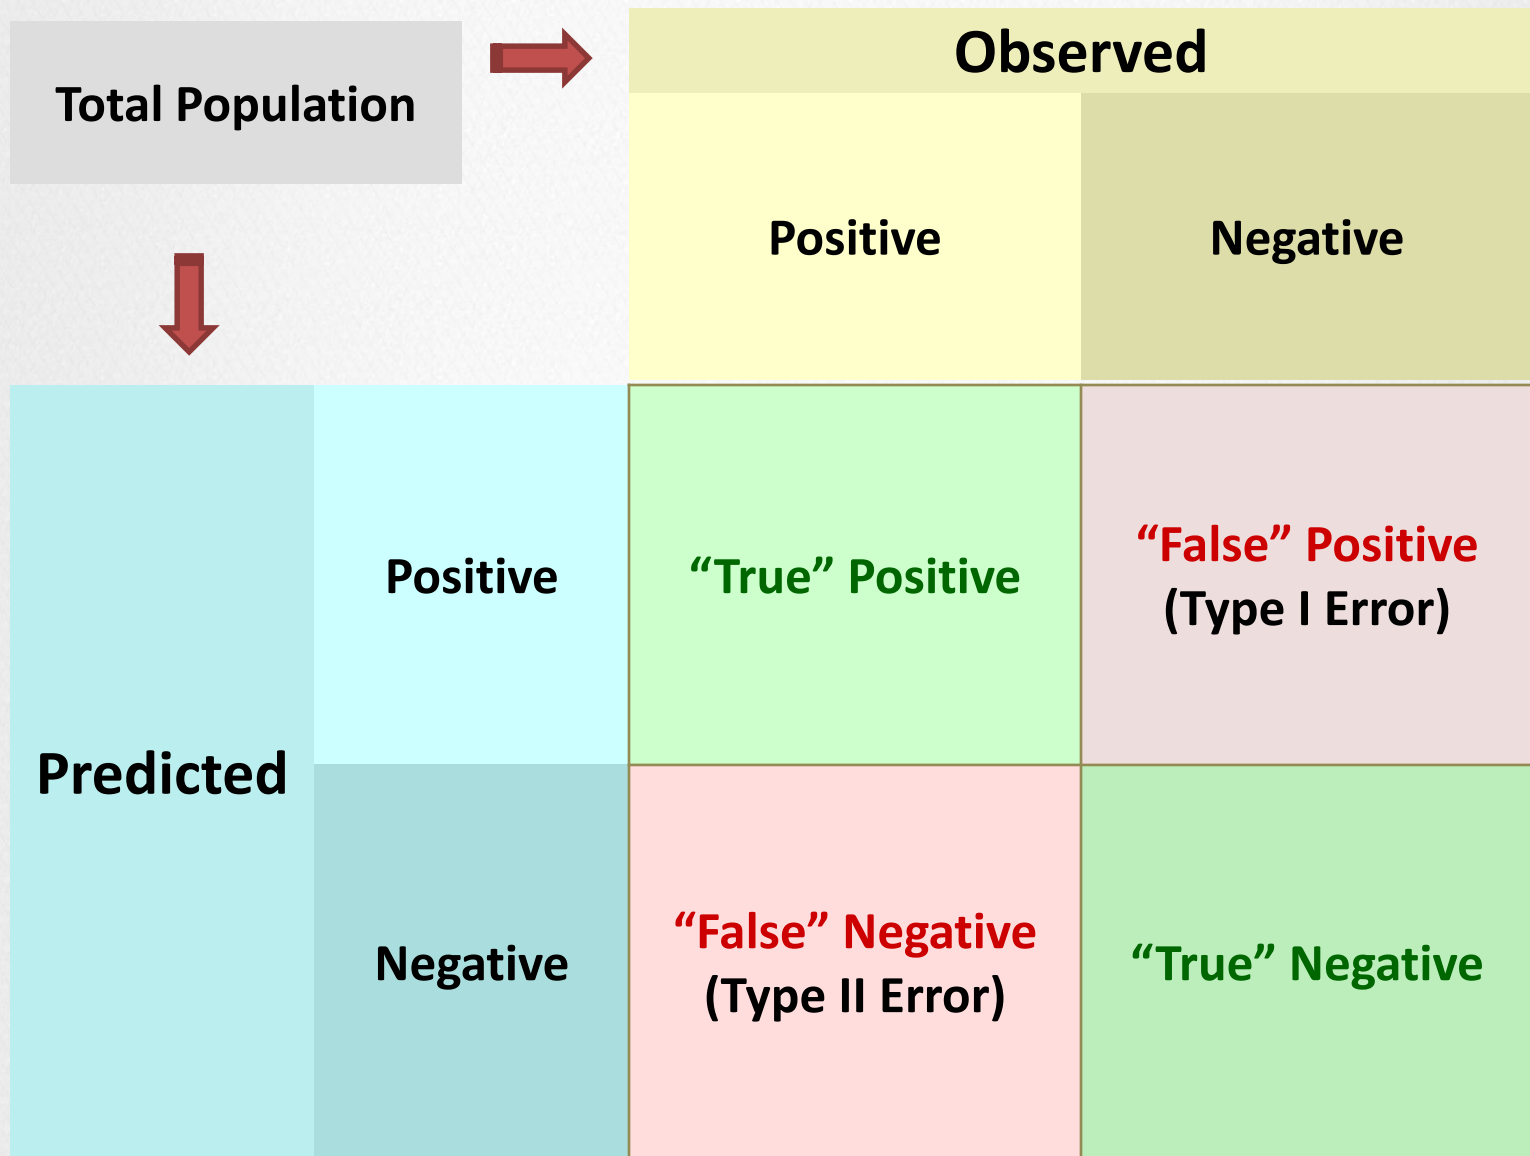 Total Population
Observed
Positive
Negative
Predicted
Positive
“True” Positive
“False” Positive
(Type I Error)
Negative
“False” Negative
(Type II Error)
“True” Negative